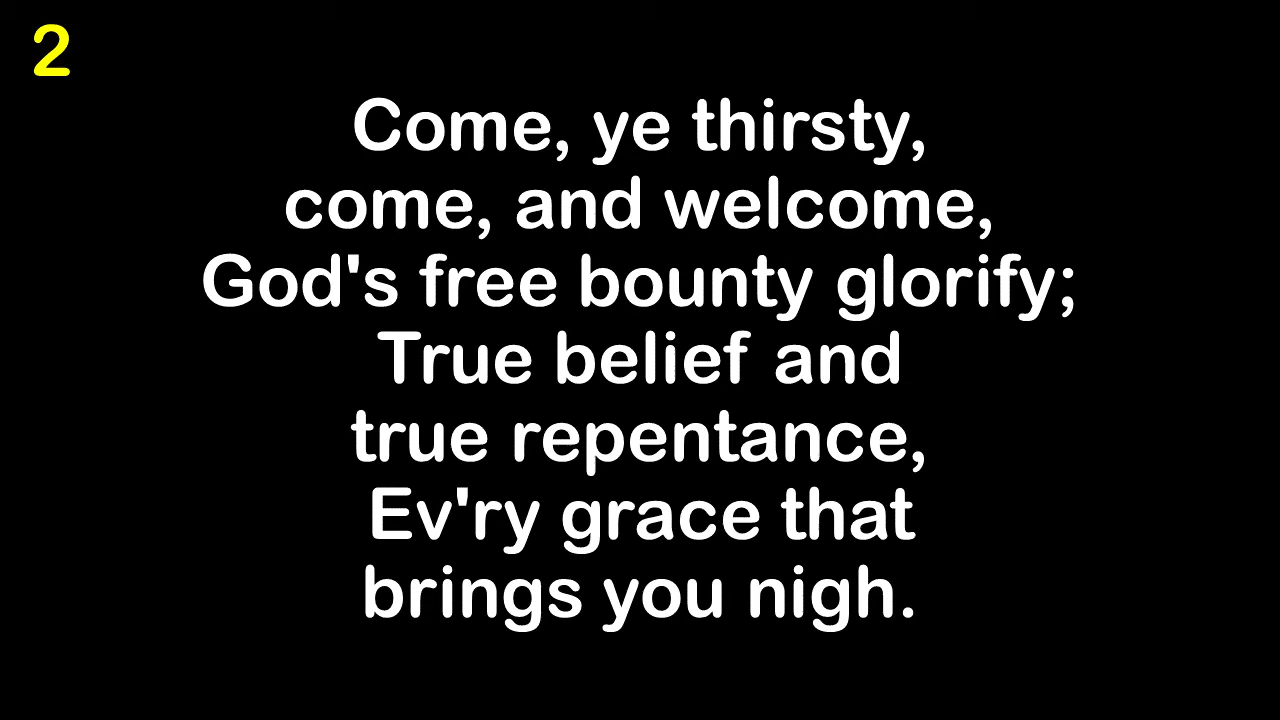 2
Come, ye thirsty,
come, and welcome,
God's free bounty glorify;
True belief and
true repentance,
Ev'ry grace that
brings you nigh.